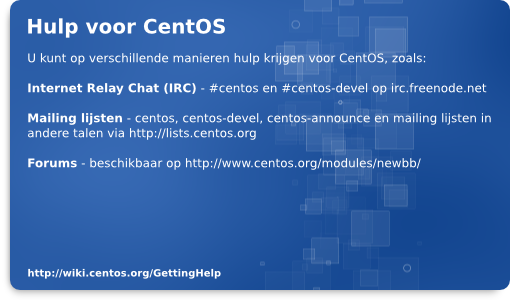 Hulp voor CentOS
U kunt op verschillende manieren hulp krijgen voor CentOS, zoals:
Internet Relay Chat (IRC) - #centos en #centos-devel op irc.freenode.net
Mailing lijsten - centos, centos-devel, centos-announce en mailing lijsten in
andere talen via http://lists.centos.org
Forums - beschikbaar op http://www.centos.org/modules/newbb/
http://wiki.centos.org/GettingHelp